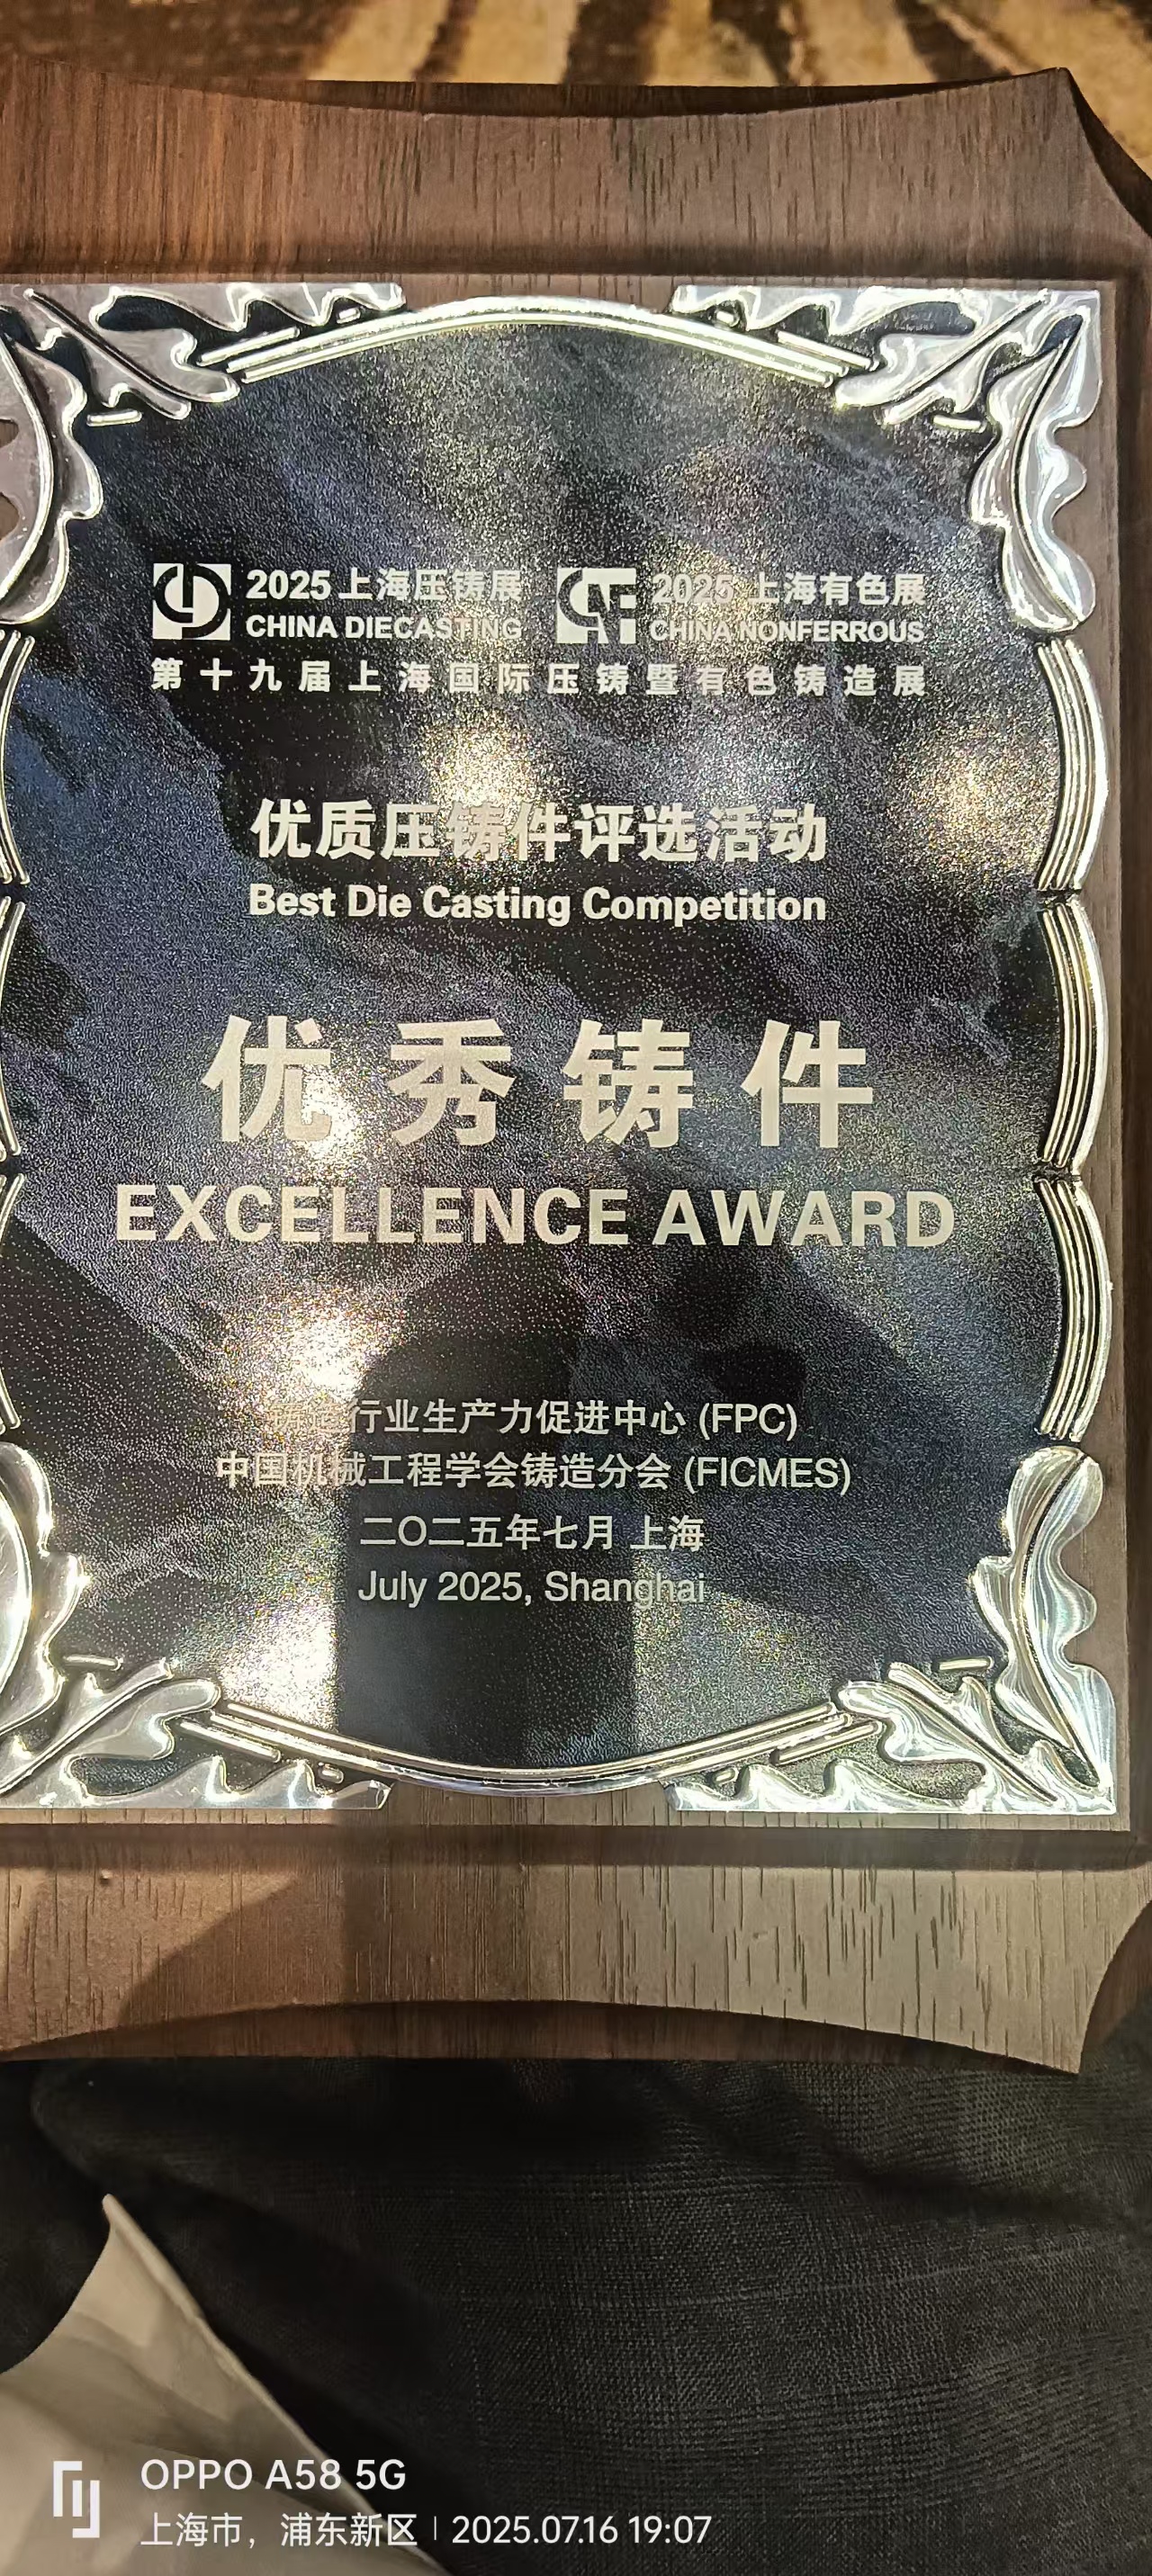 2025上海压铸展
CHINA DIECASTING
2025 上海有色展
CHINA NONFERROUS
第十九届上海国际压铸暨有色铸造展
优质压铸件评选活动
Best Die Casting Competition
优秀铸件
EXCELLENCE AWARD
铸造行业生产力促进中心 (FPC)
中国机械工程学会铸造分会 (FICMES)
二〇二五年七月 上海
July 2025, Shanghai
OPPO A58 5G
上海市，浦东新区 | 2025.07.16 19:07